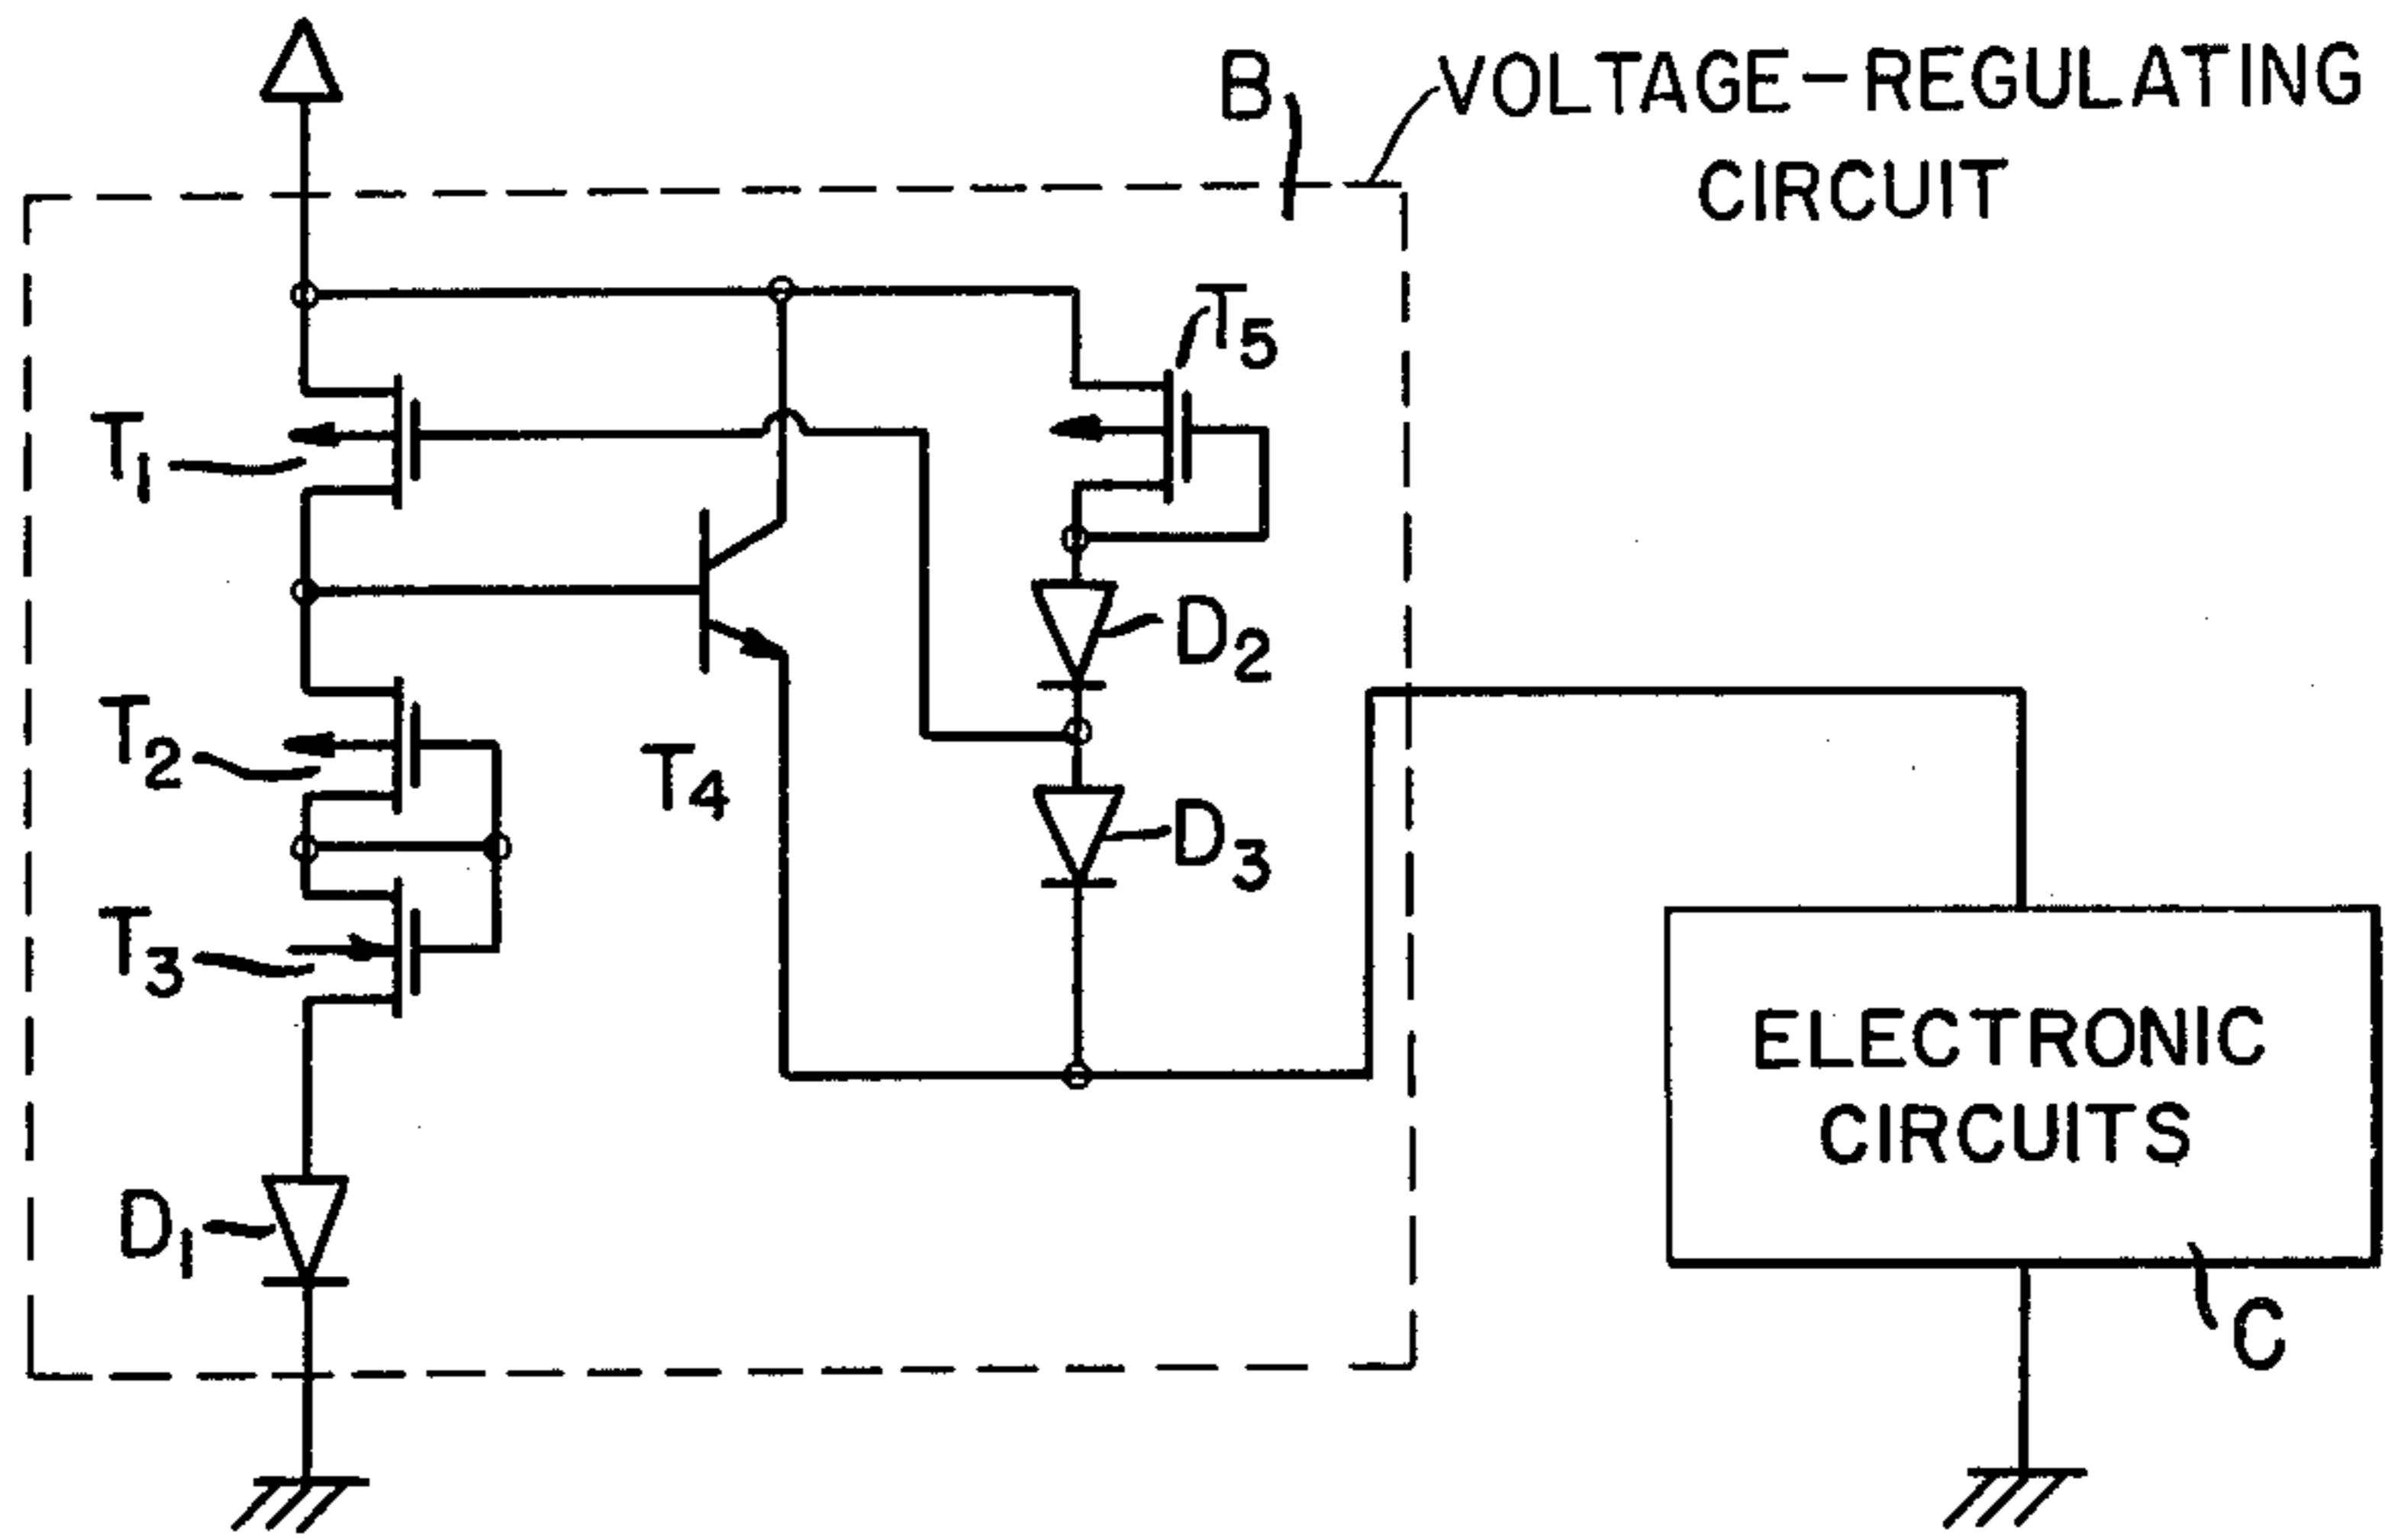 B
VOLTAGE-REGULATING
CIRCUIT
T5
T1
D2
T2
T4
D3
T3
ELECTRONIC
CIRCUITS
D1
C